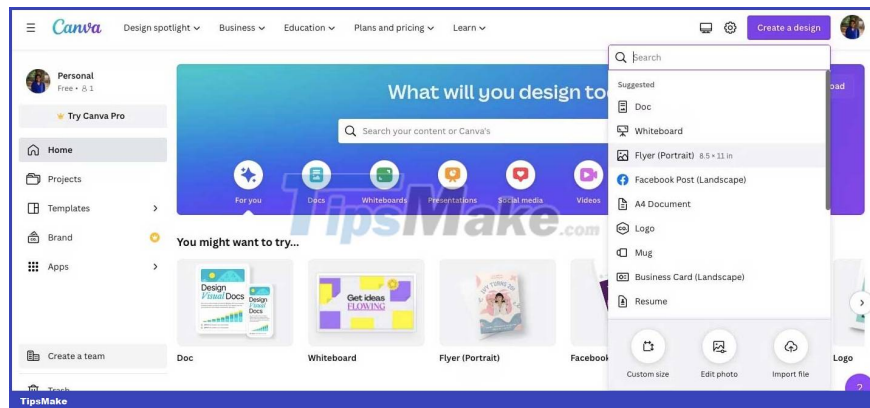 Canva
Design spotlight
Business
Education
Plans and pricing
Learn
Create a design
Personal
Free • 1
Try Canva Pro
Home
Projects
Templates
Brand
Apps
Create a team
Trash
What will you design to
Search your content or Canva's
For you
Docs
Whiteboards
Presentations
Social media
Videos
TipsMake.com
You might want to try...
Design
Visual Docs
Design
Visual
Docs
Get ideas
FLOWING
Doc
Whiteboard
Flyer (Portrait)
Facebook
Logo
Search
Suggested
Doc
Whiteboard
Flyer (Portrait) 8.5 × 11 in
Facebook Post (Landscape)
A4 Document
Logo
Mug
Business Card (Landscape)
Resume
Custom size
Edit photo
Import file
oad
?
TipsMake